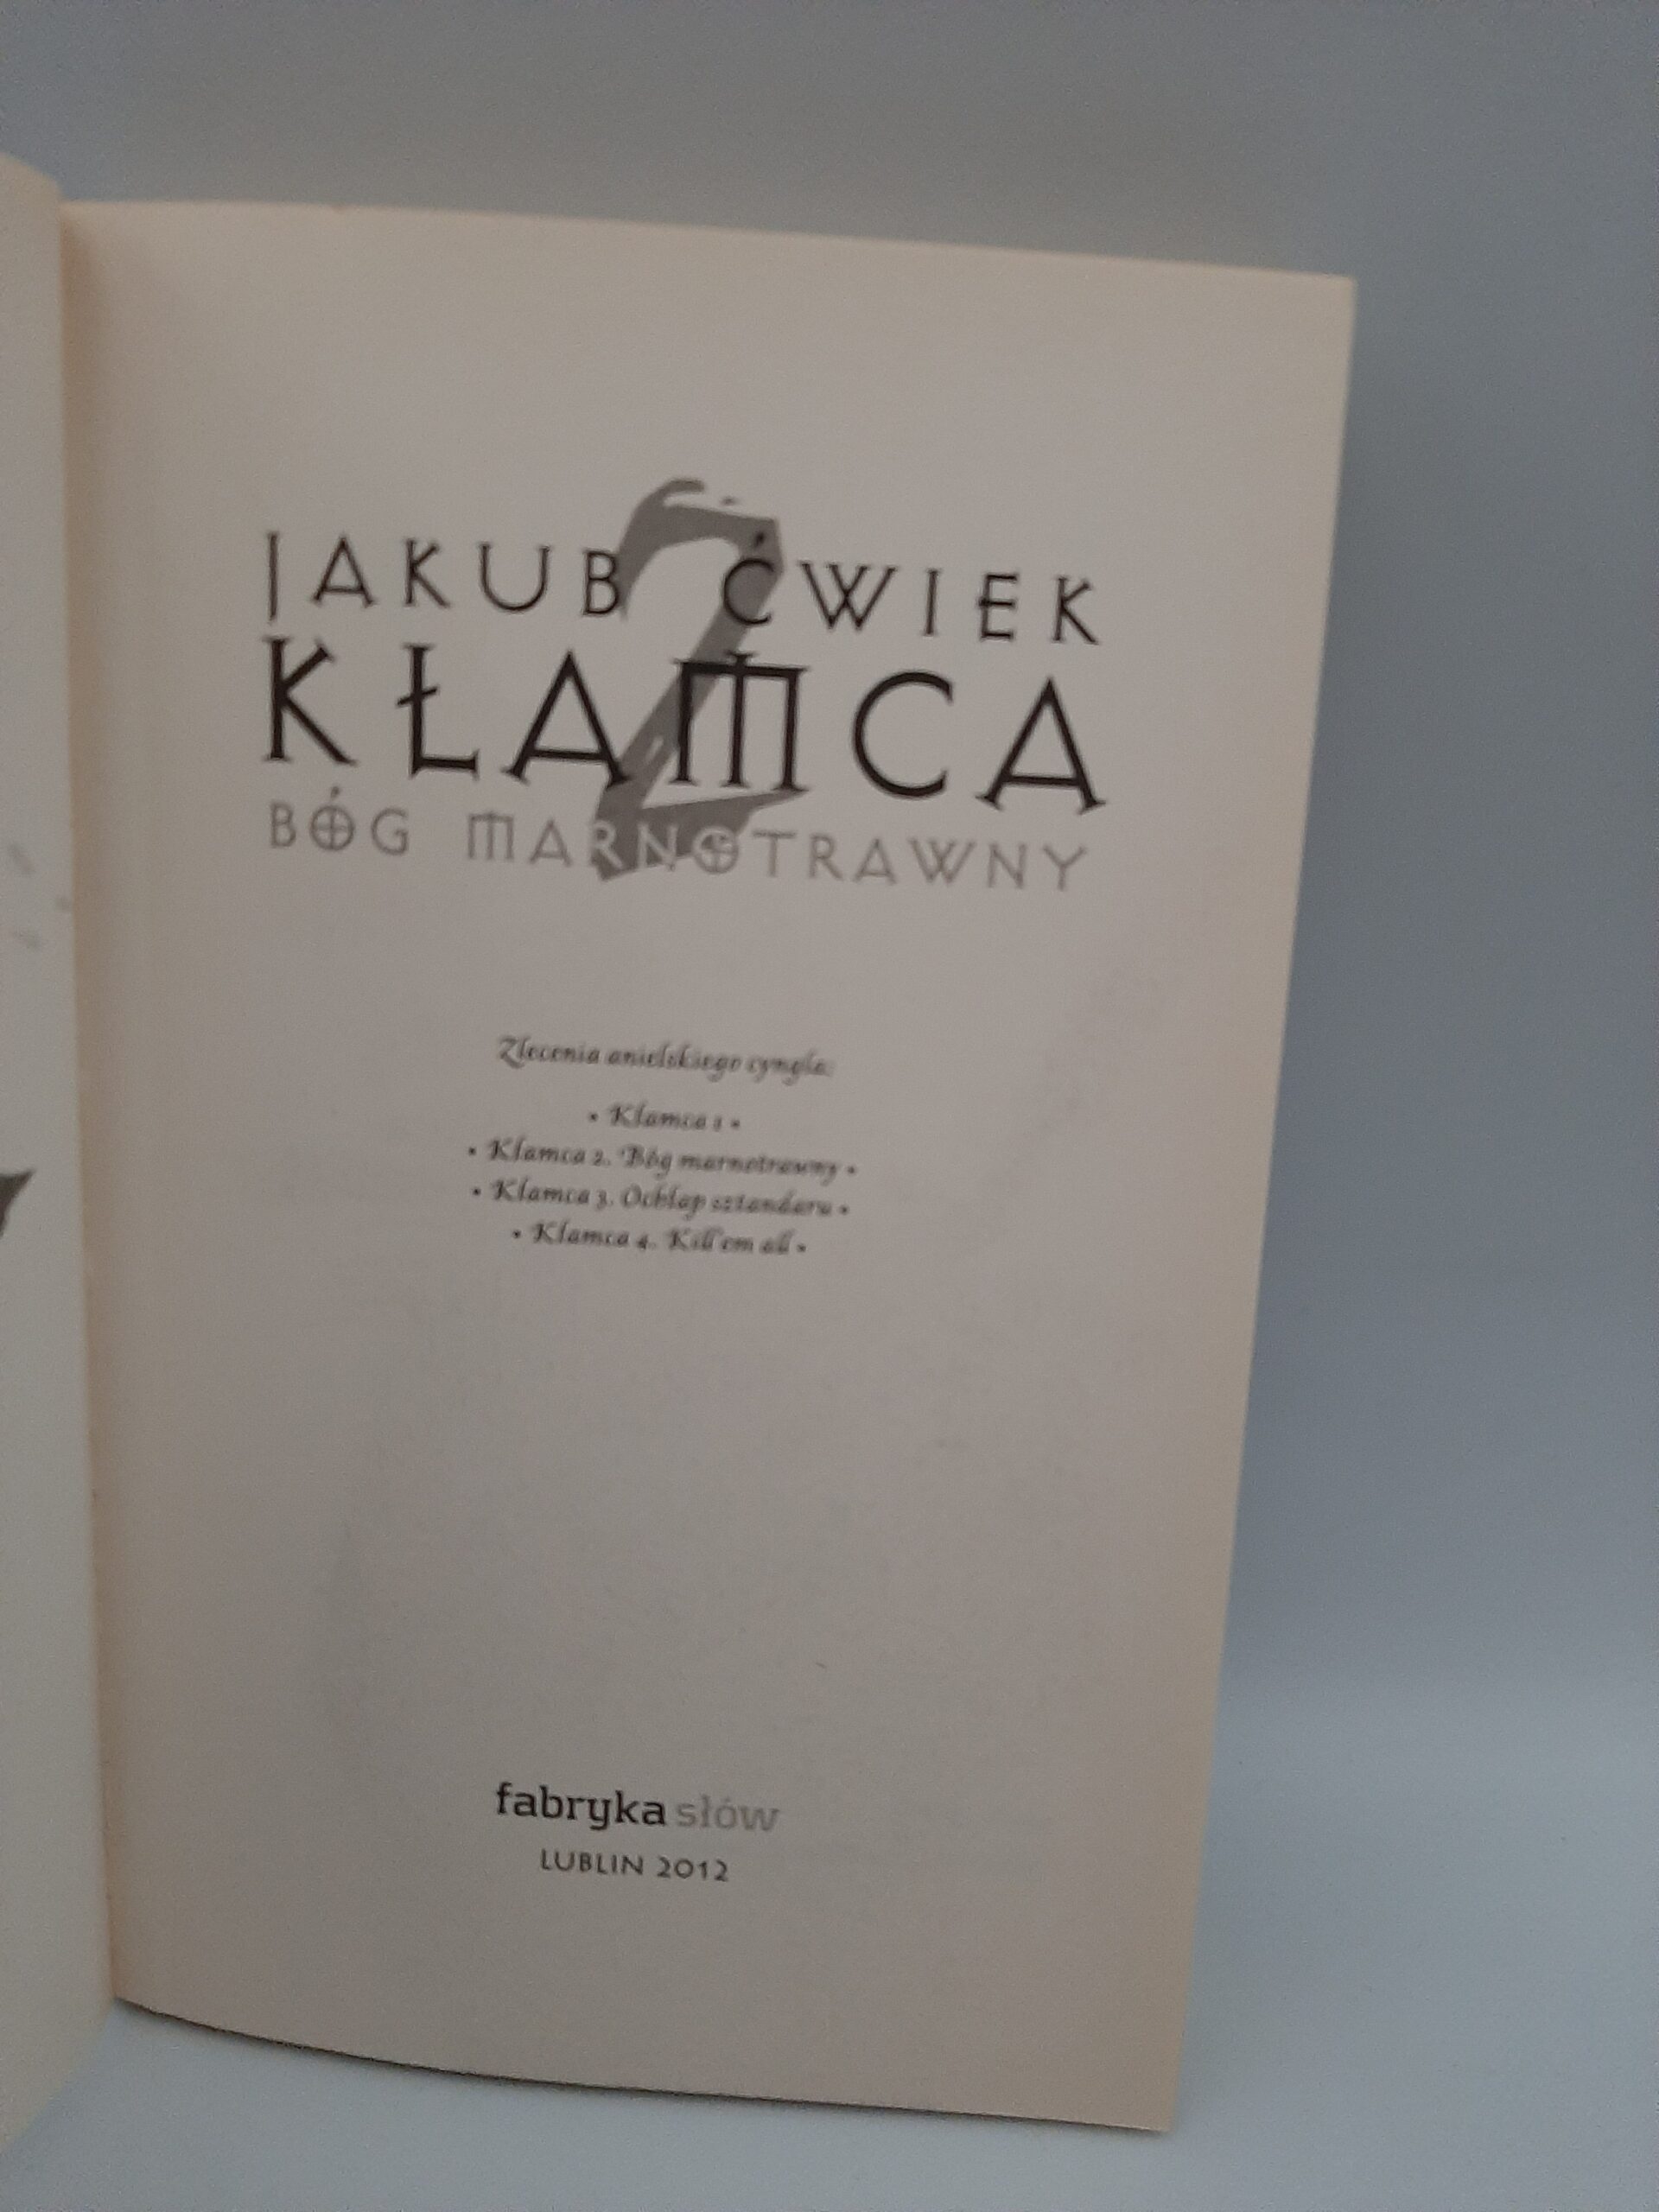 JAKUB ĆWIEK
KŁAMCA
2
BÓG MARNOTRAWNY
Zlecenia anielskiego cyngla:
• Kłamca 1 •
• Kłamca 2. Bóg marnotrawny •
• Kłamca 3. Ochłap sztandaru •
• Kłamca 4. Kill'em all •
fabryka słów
LUBLIN 2012